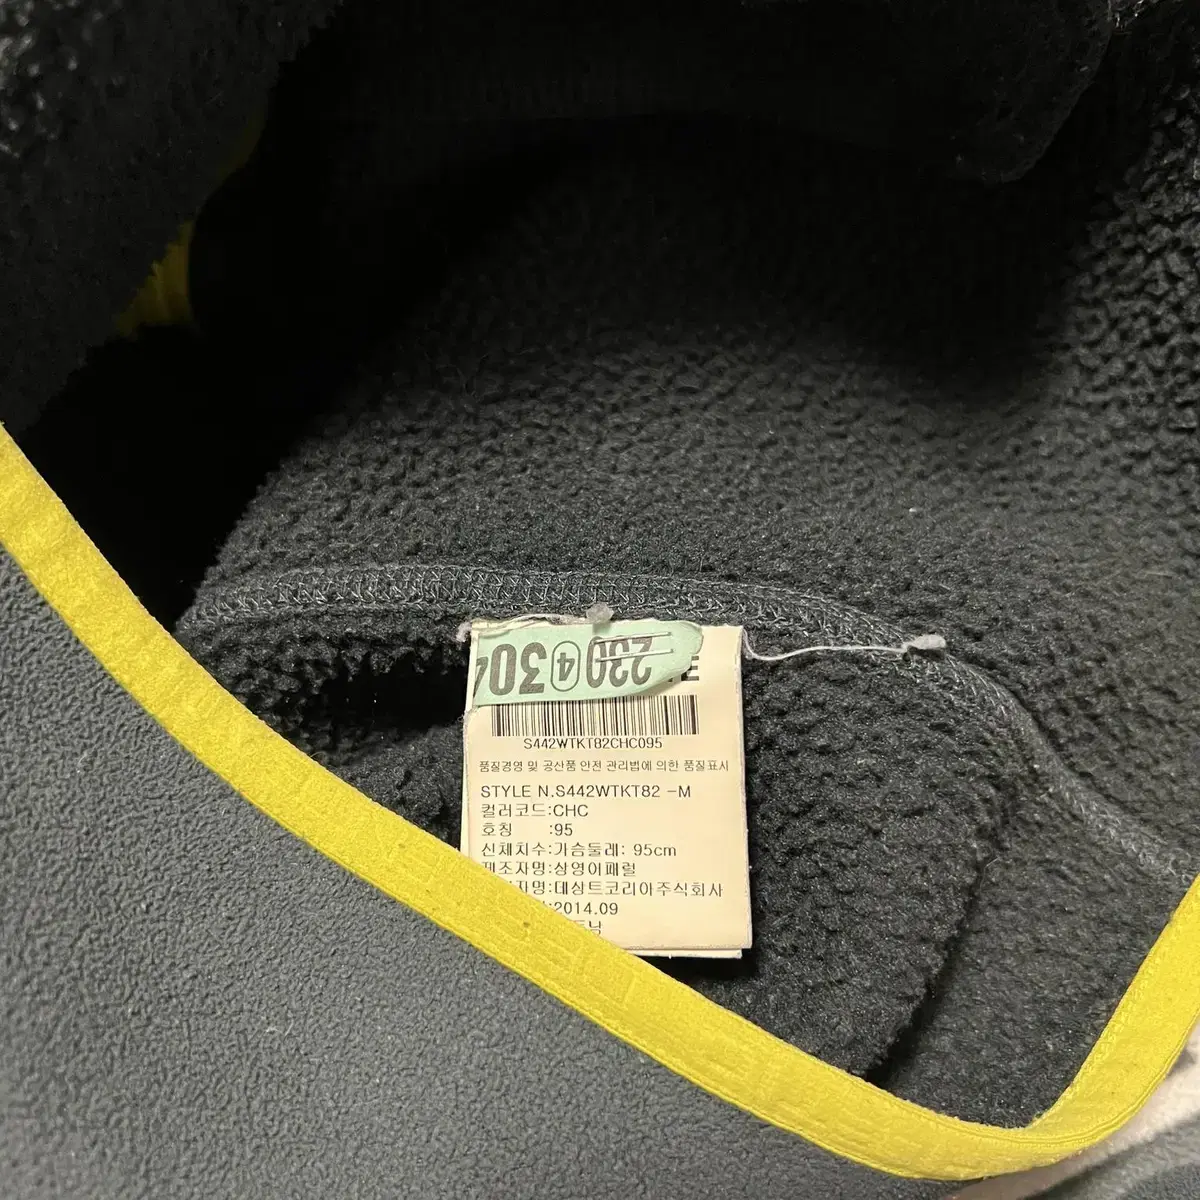 304④230
E
S442WTKT82CHC095
품질경영 및 공산품 안전 관리법에 의한 품질표시
STYLE N.S442WTKT82 -M
컬러코드:CHC
호칭 :95
신체치수:가슴둘레: 95cm
제조자명:상영어패럴
자명:데상트코리아주식회사
:2014.09